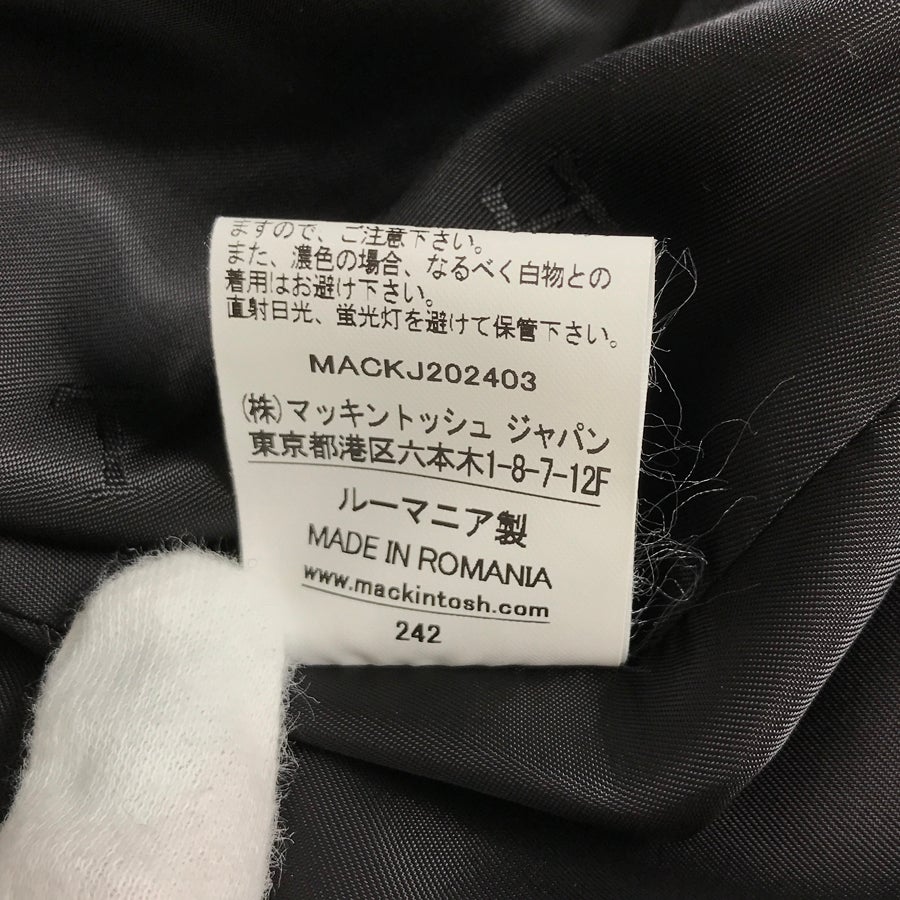 ますので、ご注意下さい。
また、濃色の場合、なるべく白物との
着用はお避け下さい。
直射日光、蛍光灯を避けて保管下さい。
MACKJ202403
(株)マッキントッシュ ジャパン
東京都港区六本木1-8-7-12F
ルーマニア製
MADE IN ROMANIA
www.mackintosh.com
242